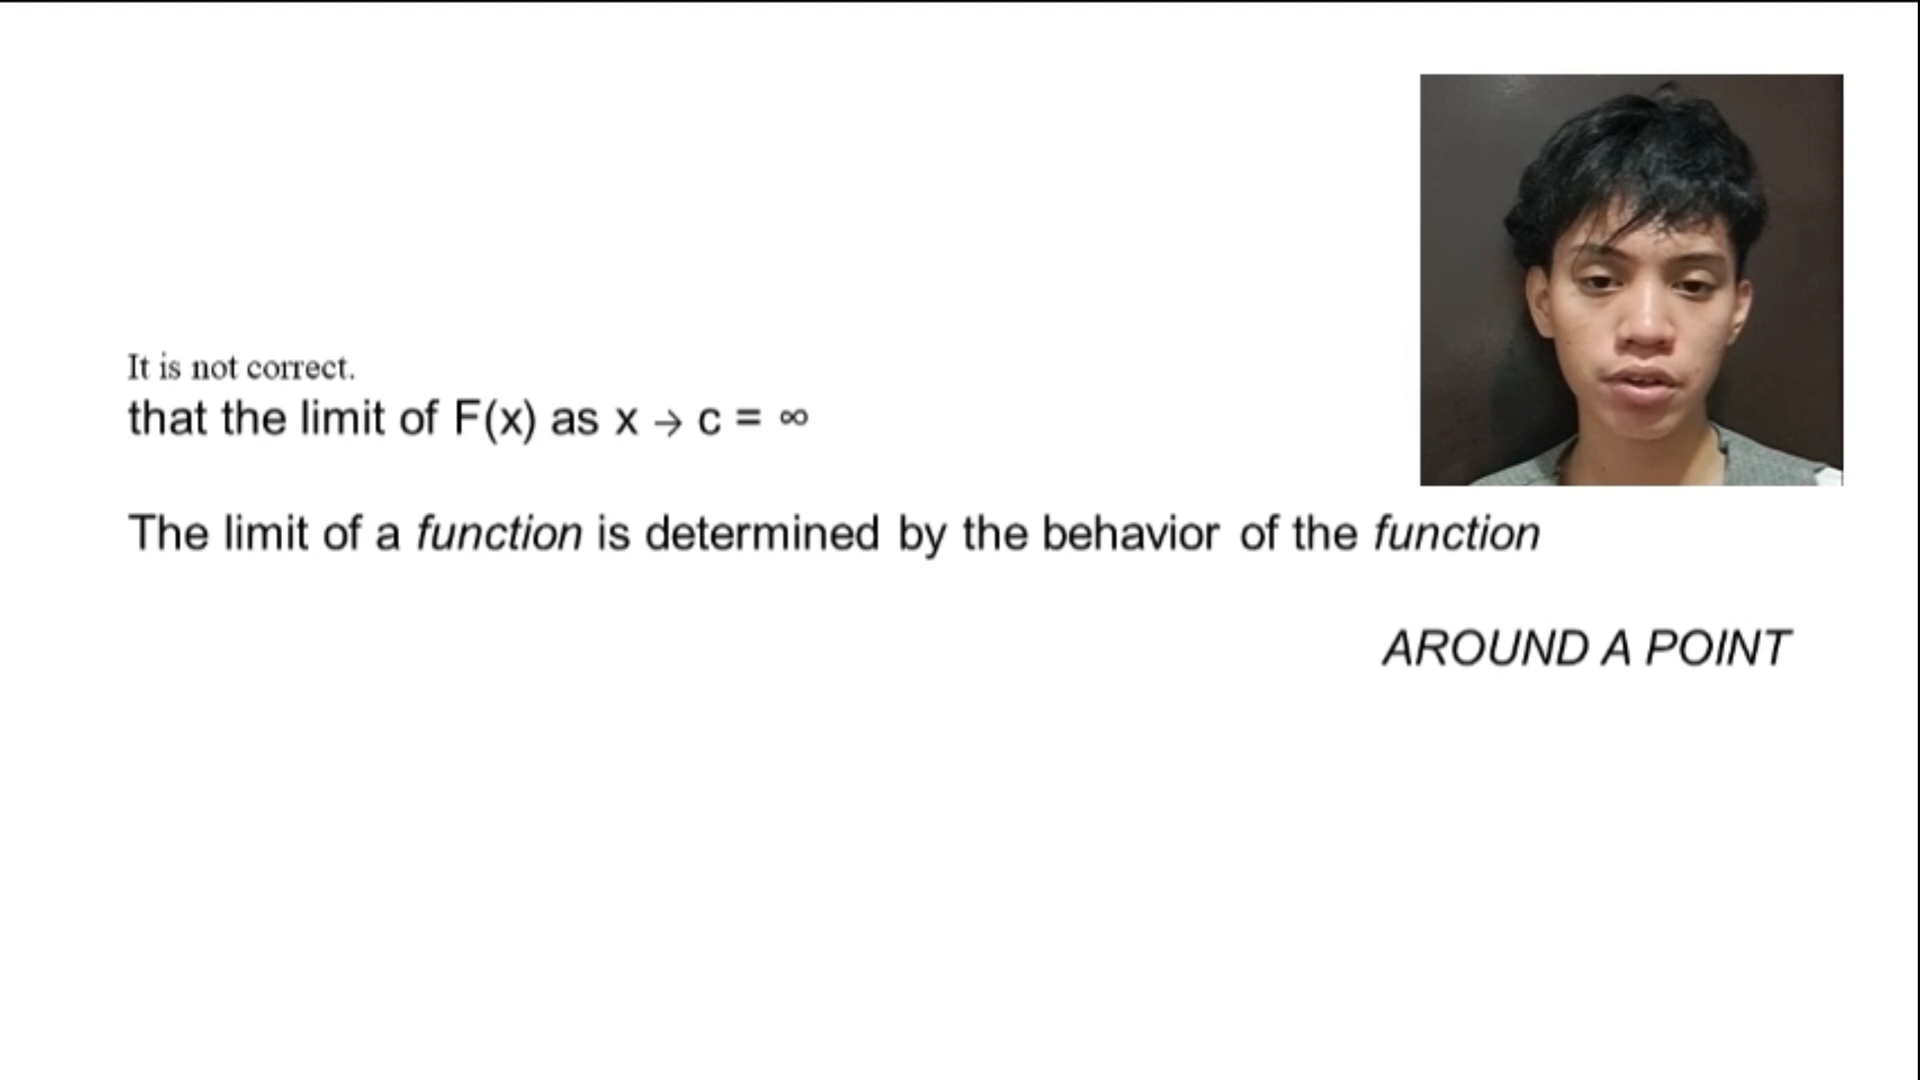 It is not correct.
that the limit of F(x) as x → c = ∞
The limit of a function is determined by the behavior of the function
AROUND A POINT